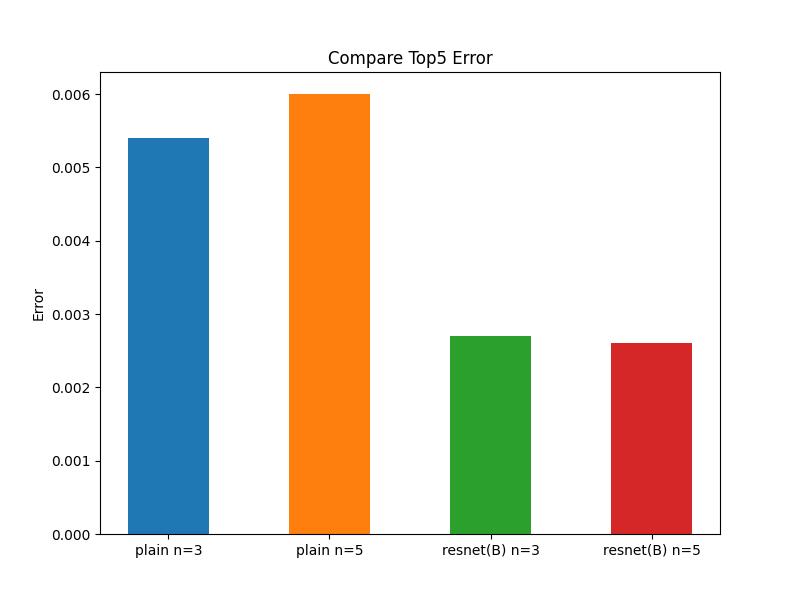 Compare Top5 Error
0.006
0.005
0.004
0.003
0.002
0.001
0.000
Error
plain n=3 plain n=5 resnet(B) n=3 resnet(B) n=5